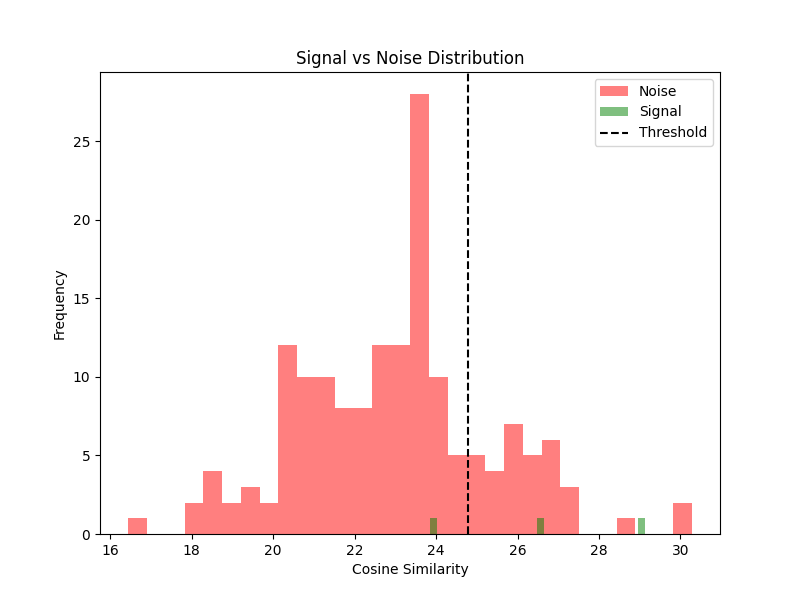 Signal vs Noise Distribution
Noise
Signal
Threshold
Frequency
25
20
15
10
5
0
16 18 20 22 24 26 28 30
Cosine Similarity